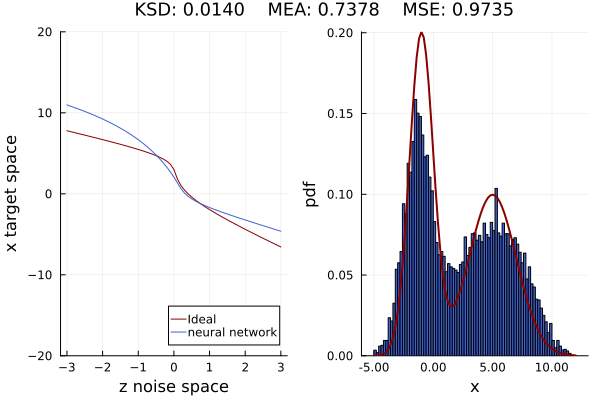 KSD: 0.0140 MEA: 0.7378 MSE: 0.9735
x target space
20
10
0
−10
−20
−3 −2 −1 0 1 2 3
z noise space
Ideal
neural network
pdf
0.20
0.15
0.10
0.05
0.00
-5.00 0.00 5.00 10.00
x